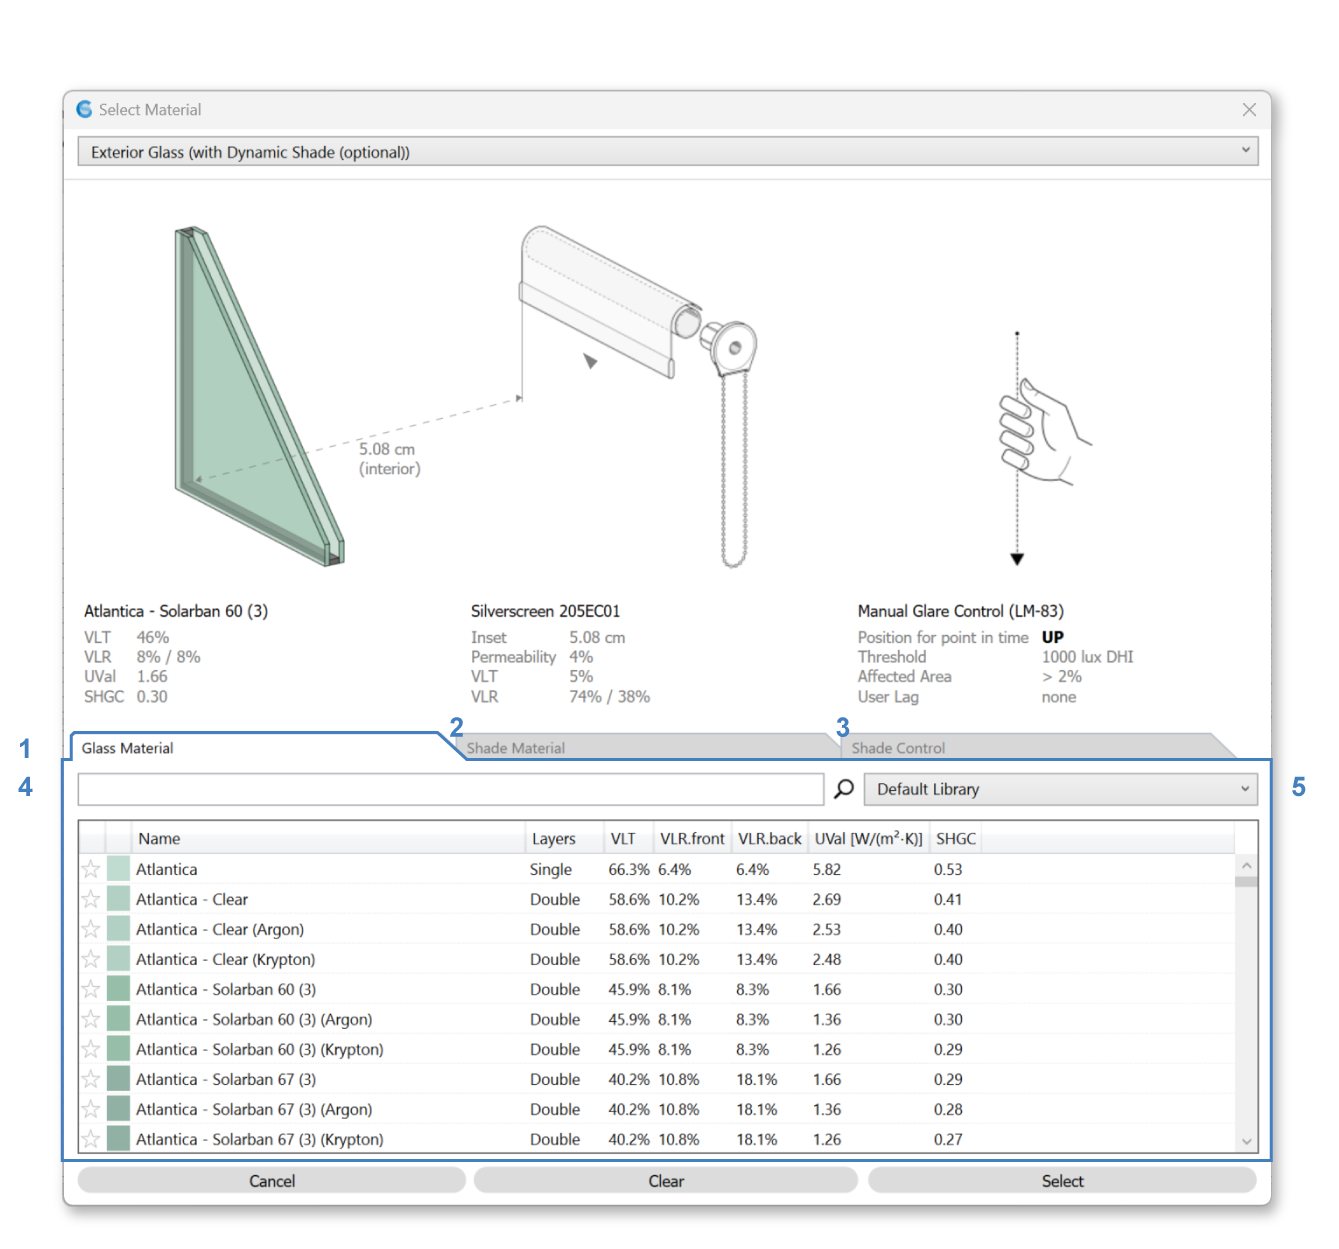 Select Material
Exterior Glass (with Dynamic Shade (optional))
5.08 cm
(interior)
Atlantica - Solarban 60 (3)
VLT 46%
VLR 8% / 8%
UVal 1.66
SHGC 0.30
Silverscreen 205EC01
Inset 5.08 cm
Permeability 4%
VLT 5%
VLR 74% / 38%
Manual Glare Control (LM-83)
Position for point in time UP
Threshold 1000 lux DHI
Affected Area > 2%
User Lag none
1 Glass Material 2 Shade Material 3 Shade Control
4 Default Library 5
Name Layers VLT VLR.front VLR.back UVal [W/(m²·K)] SHGC
Atlantica Single 66.3% 6.4% 6.4% 5.82 0.53
Atlantica - Clear Double 58.6% 10.2% 13.4% 2.69 0.41
Atlantica - Clear (Argon) Double 58.6% 10.2% 13.4% 2.53 0.40
Atlantica - Clear (Krypton) Double 58.6% 10.2% 13.4% 2.48 0.40
Atlantica - Solarban 60 (3) Double 45.9% 8.1% 8.3% 1.66 0.30
Atlantica - Solarban 60 (3) (Argon) Double 45.9% 8.1% 8.3% 1.36 0.30
Atlantica - Solarban 60 (3) (Krypton) Double 45.9% 8.1% 8.3% 1.26 0.29
Atlantica - Solarban 67 (3) Double 40.2% 10.8% 18.1% 1.66 0.29
Atlantica - Solarban 67 (3) (Argon) Double 40.2% 10.8% 18.1% 1.36 0.28
Atlantica - Solarban 67 (3) (Krypton) Double 40.2% 10.8% 18.1% 1.26 0.27
Cancel Clear Select